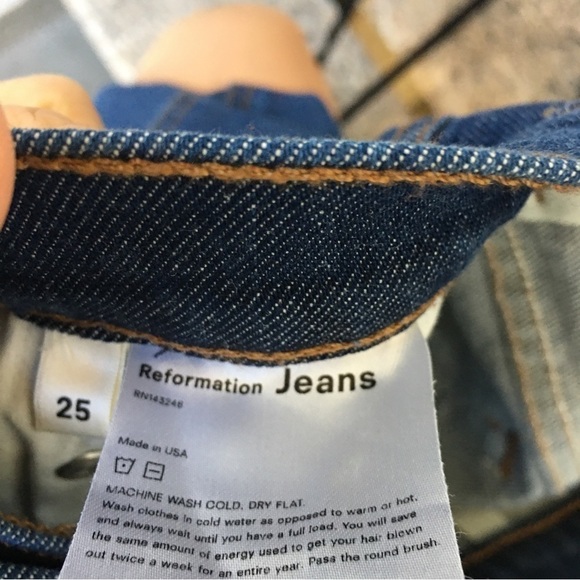 Reformation Jeans
RN143246
25
Made in USA
MACHINE WASH COLD. DRY FLAT.
Wash clothes in cold water as opposed to warm or hot,
and always wait until you have a full load. You will save
the same amount of energy used to get your hair blown
out twice a week for an entire year. Pass the round brush.